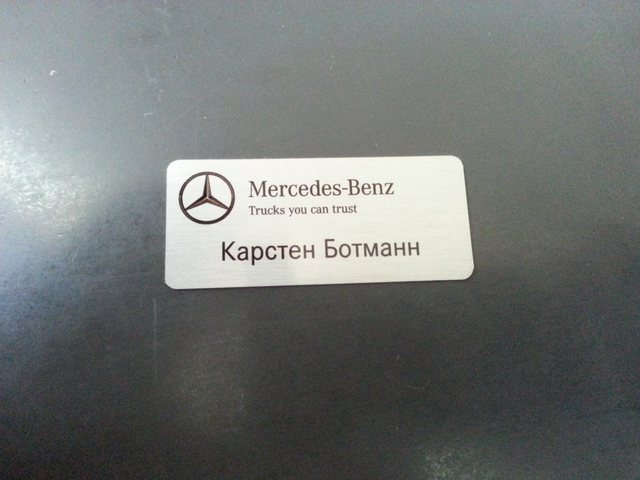 Mercedes-Benz
Trucks you can trust
Карстен Ботманн